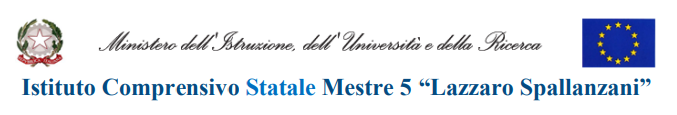 Ministero dell'Istruzione, dell'Università e della Ricerca
Istituto Comprensivo Statale Mestre 5 “Lazzaro Spallanzani”